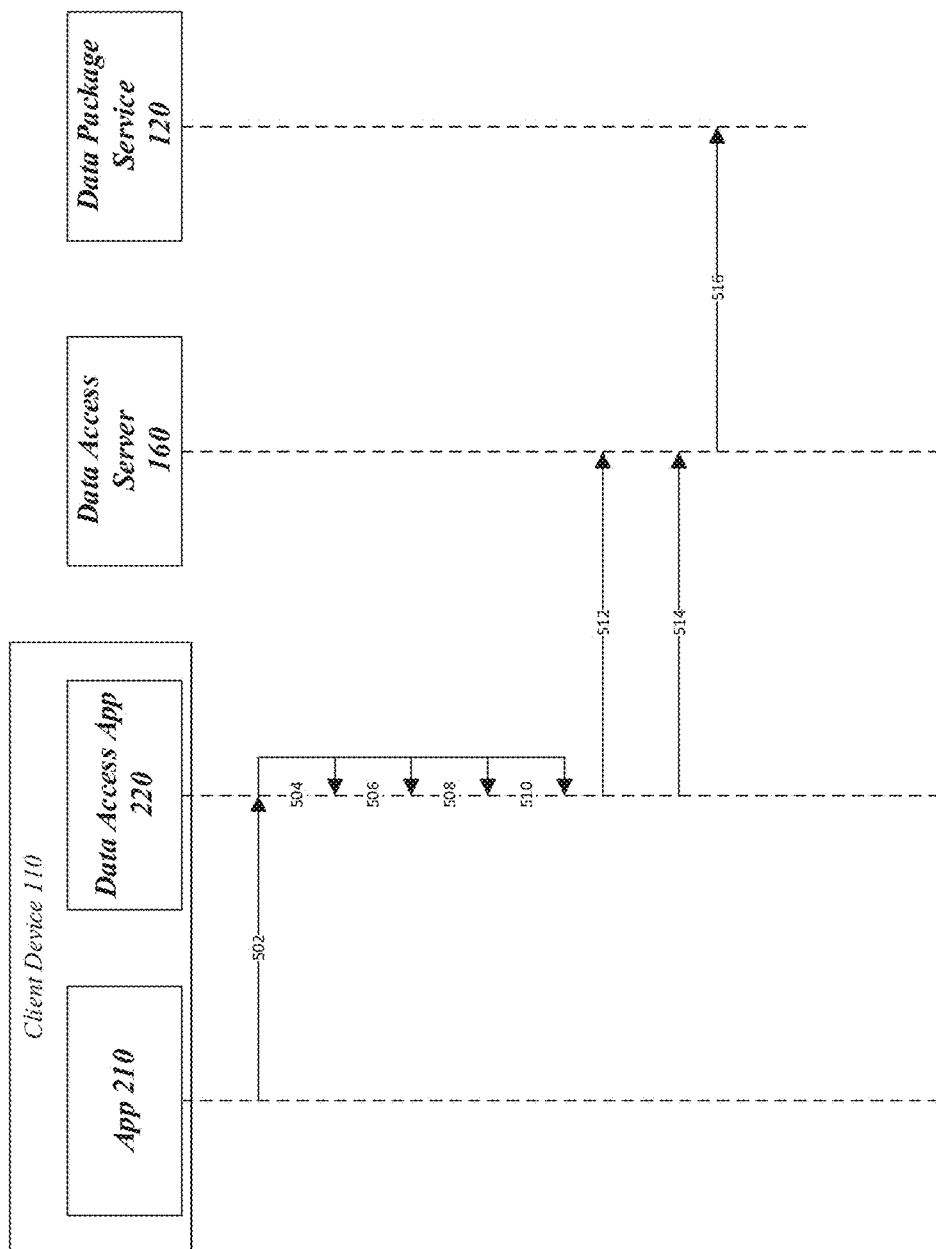 Client Device 110
App 210
Data Access App
220
Data Access
Server
160
Data Package
Service
120
502
504
506
508
510
512
514
516